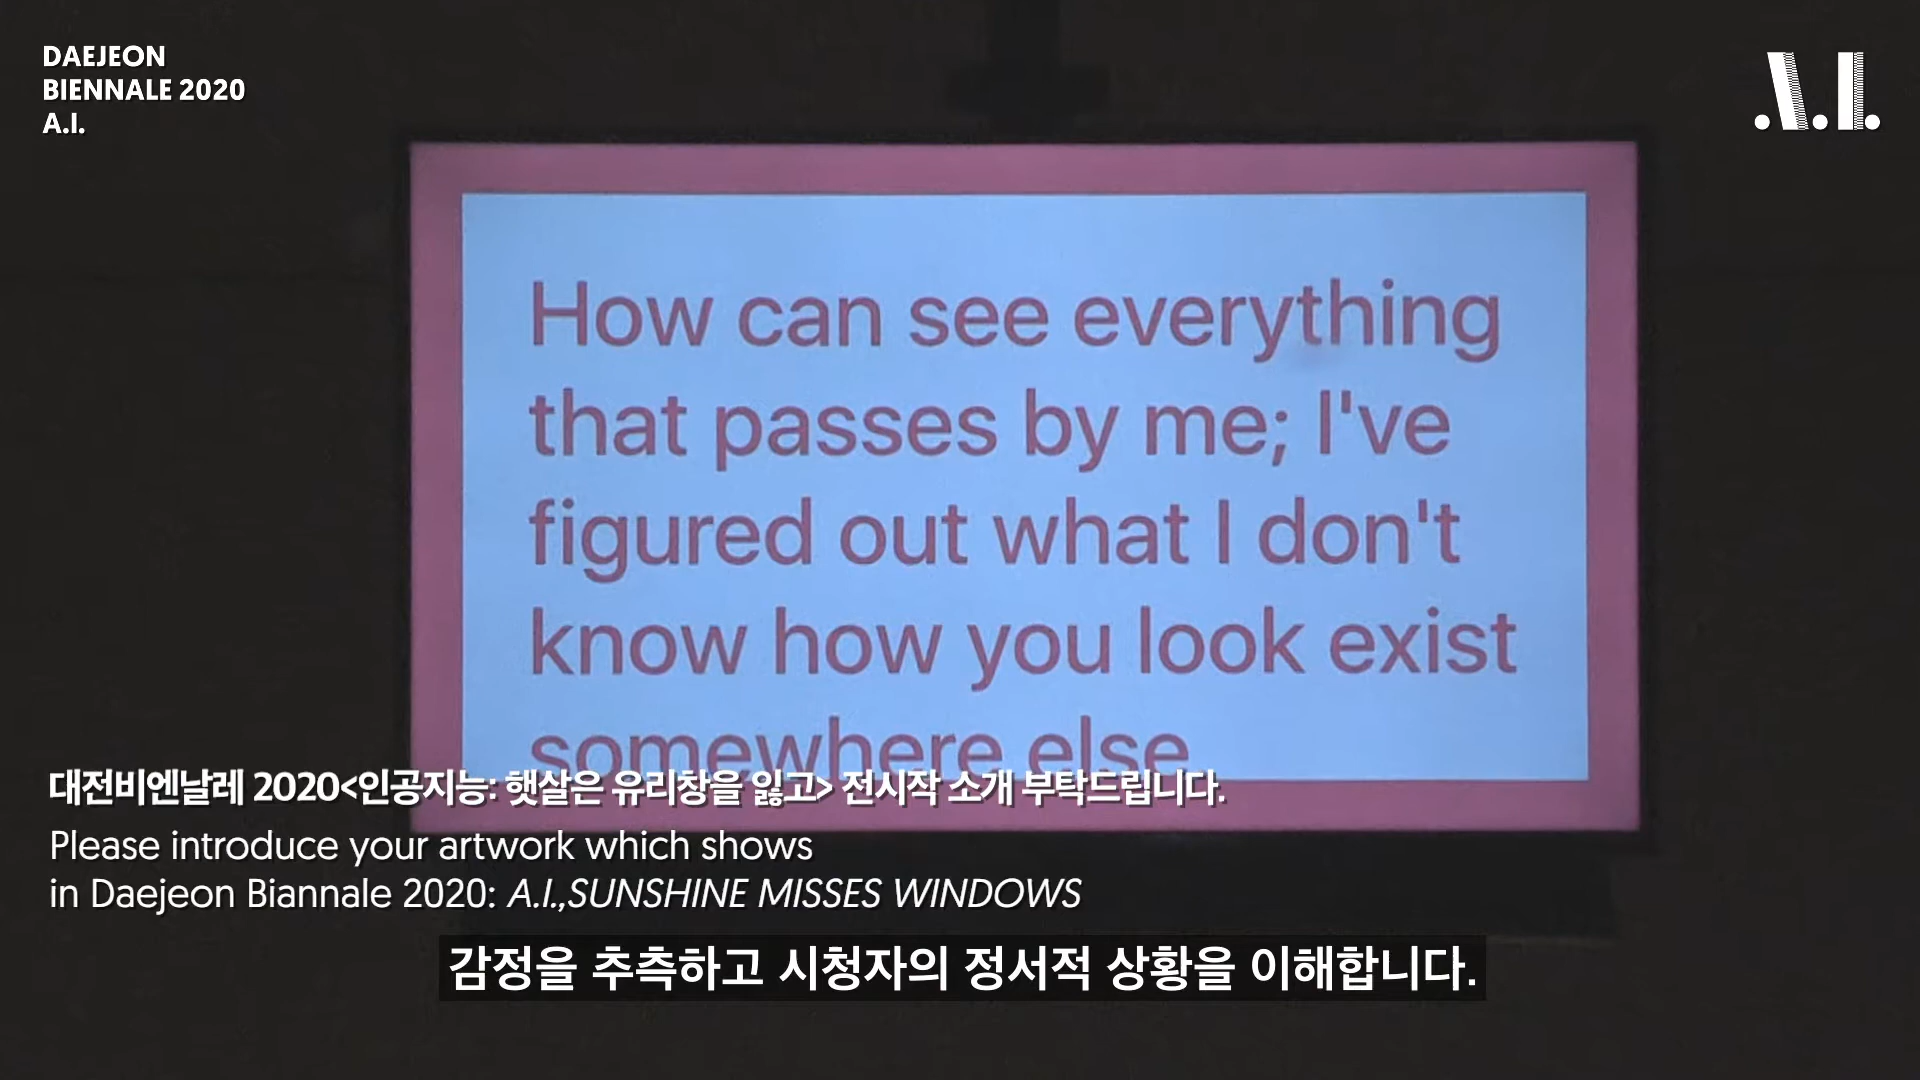 DAEJEON
BIENNALE 2020
A.I.
.A.I.
How can see everything
that passes by me; I've
figured out what I don't
know how you look exist
somewhere else
대전비엔날레 2020<인공지능: 햇살은 유리창을 잃고> 전시작 소개 부탁드립니다.
Please introduce your artwork which shows
in Daejeon Biannale 2020: A.I.,SUNSHINE MISSES WINDOWS
감정을 추측하고 시청자의 정서적 상황을 이해합니다.